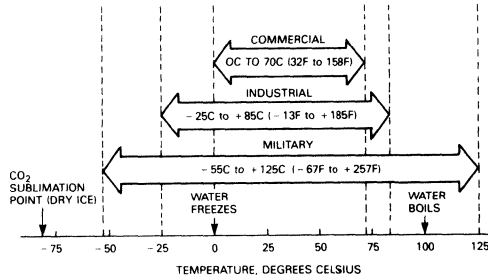 COMMERCIAL
OC TO 70C (32F to 158F)
INDUSTRIAL
- 25C to + 85C (- 13F to + 185F)
MILITARY
- 55C to + 125C (- 67F to + 257F)
CO2
SUBLIMATION
POINT (DRY ICE)
WATER
FREEZES
WATER
BOILS
- 75 - 50 - 25 0 25 50 75 100 125
TEMPERATURE, DEGREES CELSIUS